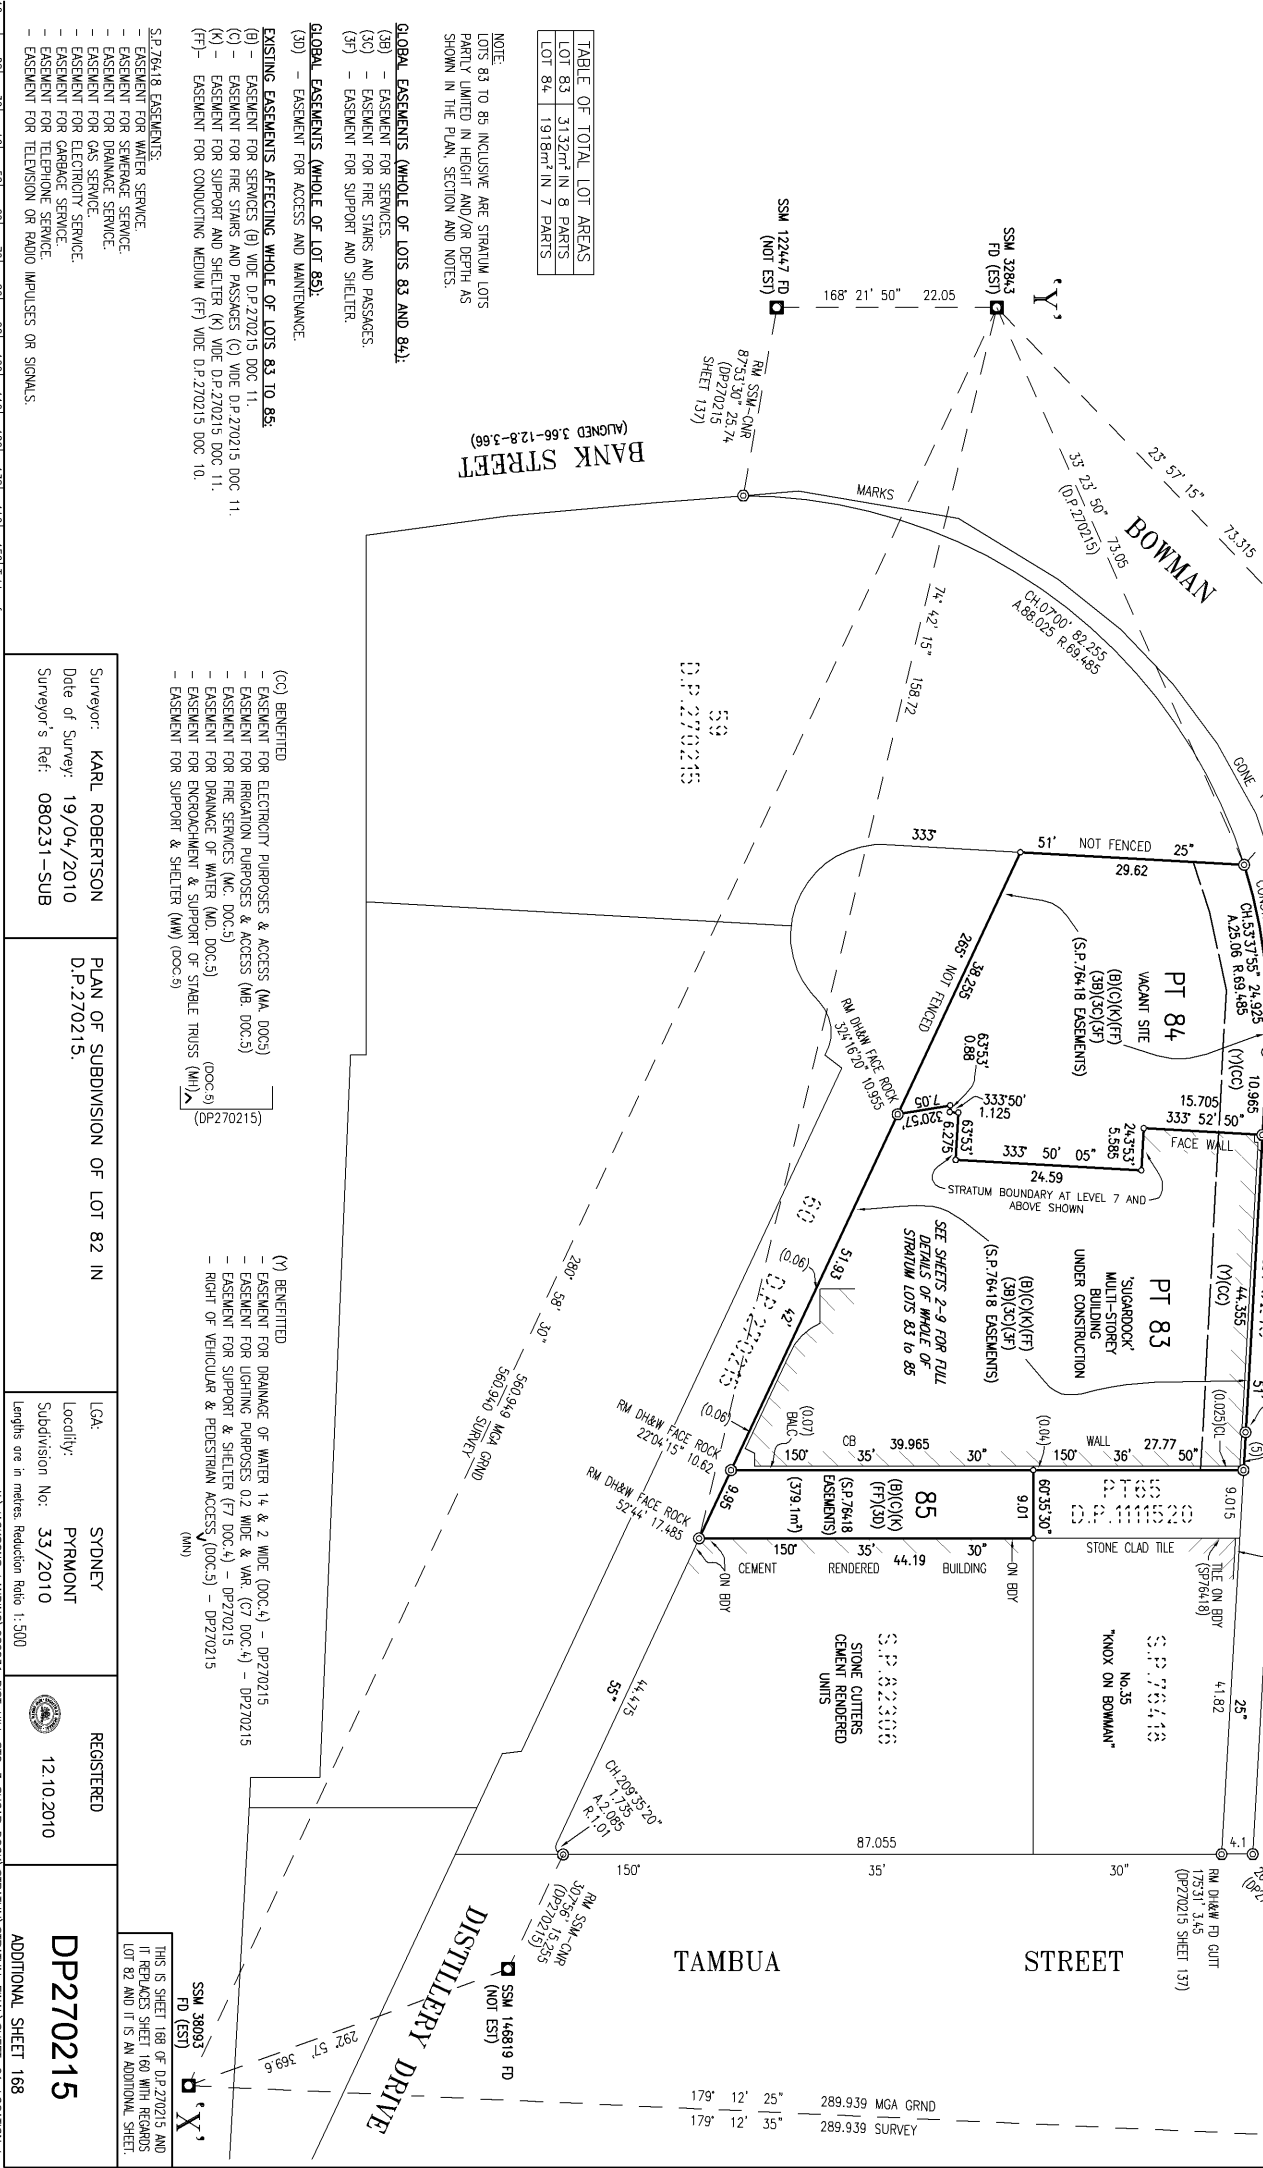 TABLE OF TOTAL LOT AREAS
LOT 83 3132m² IN 8 PARTS
LOT 84 1918m² IN 7 PARTS
NOTE:
LOTS 83 TO 85 INCLUSIVE ARE STRATUM LOTS
PARTLY LIMITED IN HEIGHT AND/OR DEPTH AS
SHOWN IN THE PLAN, SECTION AND NOTES.
GLOBAL EASEMENTS (WHOLE OF LOTS 83 AND 84):
(3B) - EASEMENT FOR SERVICES.
(3C) - EASEMENT FOR FIRE STAIRS AND PASSAGES.
(3F) - EASEMENT FOR SUPPORT AND SHELTER.
GLOBAL EASEMENTS (WHOLE OF LOT 85):
(3D) - EASEMENT FOR ACCESS AND MAINTENANCE.
EXISTING EASEMENTS AFFECTING WHOLE OF LOTS 83 TO 85:
(B) - EASEMENT FOR SERVICES (B) VIDE D.P.270215 DOC 11.
(C) - EASEMENT FOR FIRE STAIRS AND PASSAGES (C) VIDE D.P.270215 DOC 11.
(K) - EASEMENT FOR SUPPORT AND SHELTER (K) VIDE D.P.270215 DOC 11.
(FF)- EASEMENT FOR CONDUCTING MEDIUM (FF) VIDE D.P.270215 DOC 10.
S.P.76418 EASEMENTS:
- EASEMENT FOR WATER SERVICE.
- EASEMENT FOR SEWERAGE SERVICE.
- EASEMENT FOR DRAINAGE SERVICE.
- EASEMENT FOR GAS SERVICE.
- EASEMENT FOR ELECTRICITY SERVICE.
- EASEMENT FOR GARBAGE SERVICE.
- EASEMENT FOR TELEPHONE SERVICE.
- EASEMENT FOR TELEVISION OR RADIO IMPULSES OR SIGNALS.
(CC) BENEFITED
- EASEMENT FOR ELECTRICITY PURPOSES & ACCESS (MA. DOC5)
- EASEMENT FOR IRRIGATION PURPOSES & ACCESS (MB. DOC.5)
- EASEMENT FOR FIRE SERVICES (MC. DOC.5)
- EASEMENT FOR DRAINAGE OF WATER (MD. DOC.5)
- EASEMENT FOR ENCROACHMENT & SUPPORT OF STABLE TRUSS (MH)
(DOC.5)
- EASEMENT FOR SUPPORT & SHELTER (MW) (DOC.5)
(DP270215)
(Y) BENEFITTED
- EASEMENT FOR DRAINAGE OF WATER 14 & 2 WIDE (DOC.4) - DP270215
- EASEMENT FOR LIGHTING PURPOSES 0.2 WIDE & VAR. (C7 DOC.4) - DP270215
- EASEMENT FOR SUPPORT & SHELTER (F7 DOC.4) - DP270215
- RIGHT OF VEHICULAR & PEDESTRIAN ACCESS (DOC.5) - DP270215
(MN)
'Y'
SSM 32843
FD (EST)
168° 21' 50" 22.05
SSM 122447 FD
(NOT EST)
RM SSM-CNR
87°53'30" 25.74
(DP270215
SHEET 137)
BANK STREET
(ALIGNED 3.66-12.8-3.66)
23° 57' 15" 73.315
33° 23' 50" 73.05
(D.P.270215)
BOWMAN
MARKS
GONE
CH.07°00' 82.255
A.88.025 R.69.485
74° 42' 15" 158.72
59
D.P.270215
333° 51' 25"
NOT FENCED
29.62
CH.53°37'55" 24.925
A.25.06 R.69.485
(Y)(CC)
10.965
PT 84
VACANT SITE
(B)(C)(K)(FF)
(3B)(3C)(3F)
(S.P.76418 EASEMENTS)
265° 38.255
NOT FENCED
RM DH&W FACE ROCK
324°16'20" 10.955
63°53'
0.88
333°50'
1.125
320°57'
7.05
63°53'
6.275
333° 50' 05"
24.59
243°53'
5.585
15.705
333° 52' 50"
FACE WALL
STRATUM BOUNDARY AT LEVEL 7 AND
ABOVE SHOWN
PT 83
'SUGARDOCK'
MULTI-STOREY
BUILDING
UNDER CONSTRUCTION
(Y)(CC)
44.355
51'
(B)(C)(K)(FF)
(3B)(3C)(3F)
(S.P.76418 EASEMENTS)
SEE SHEETS 2-9 FOR FULL
DETAILS OF WHOLE OF
STRATUM LOTS 83 to 85
60
D.P.270215
(0.06)
51.93
42'
(0.06)
(0.07)
BALC
CB
WALL
150° 35' 30"
39.965
(0.04)
150° 36' 50"
27.77
(0.025)CL
(5)
RM DH&W FACE ROCK
22°04'15" 10.62
RM DH&W FACE ROCK
52°44' 17.485
9.95
85
(B)(C)(K)
(FF)(3D)
(S.P.76418
EASEMENTS)
(379.1m²)
9.01
60°35'30"
PT65
D.P.1111520
9.015
150° 35' 30"
44.19
CEMENT RENDERED BUILDING
ON BDY
ON BDY
STONE CLAD TILE
TILE ON BDY
(SP76418)
S.P.82306
STONE CUTTERS
CEMENT RENDERED
UNITS
S.P.76418
No.35
"KNOX ON BOWMAN"
41.82
25"
280° 58' 30"
560.949 MGA GRND
560.940 SURVEY
44.475
55"
CH.209°35'20"
1.735
A.2.085
R.1.01
87.055
150° 35' 30"
4.1
RM DH&W FD GUTT
175°31' 3.45
(DP270215 SHEET 137)
RM SSM-CNR
307°56' 15.255
(DP270215)
TAMBUA STREET
DISTILLERY DRIVE
SSM 146819 FD
(NOT EST)
292° 57' 369.6
SSM 38093
FD (EST)
'X'
179° 12' 25" 289.939 MGA GRND
179° 12' 35" 289.939 SURVEY
THIS IS SHEET 168 OF D.P.270215 AND
IT REPLACES SHEET 160 WITH REGARDS
LOT 82 AND IT IS AN ADDITIONAL SHEET.
Surveyor: KARL ROBERTSON
Date of Survey: 19/04/2010
Surveyor's Ref: 080231-SUB
PLAN OF SUBDIVISION OF LOT 82 IN
D.P.270215.
LGA: SYDNEY
Locality: PYRMONT
Subdivision No: 33/2010
Lengths are in metres. Reduction Ratio 1:500
REGISTERED
12.10.2010
DP270215
ADDITIONAL SHEET 168